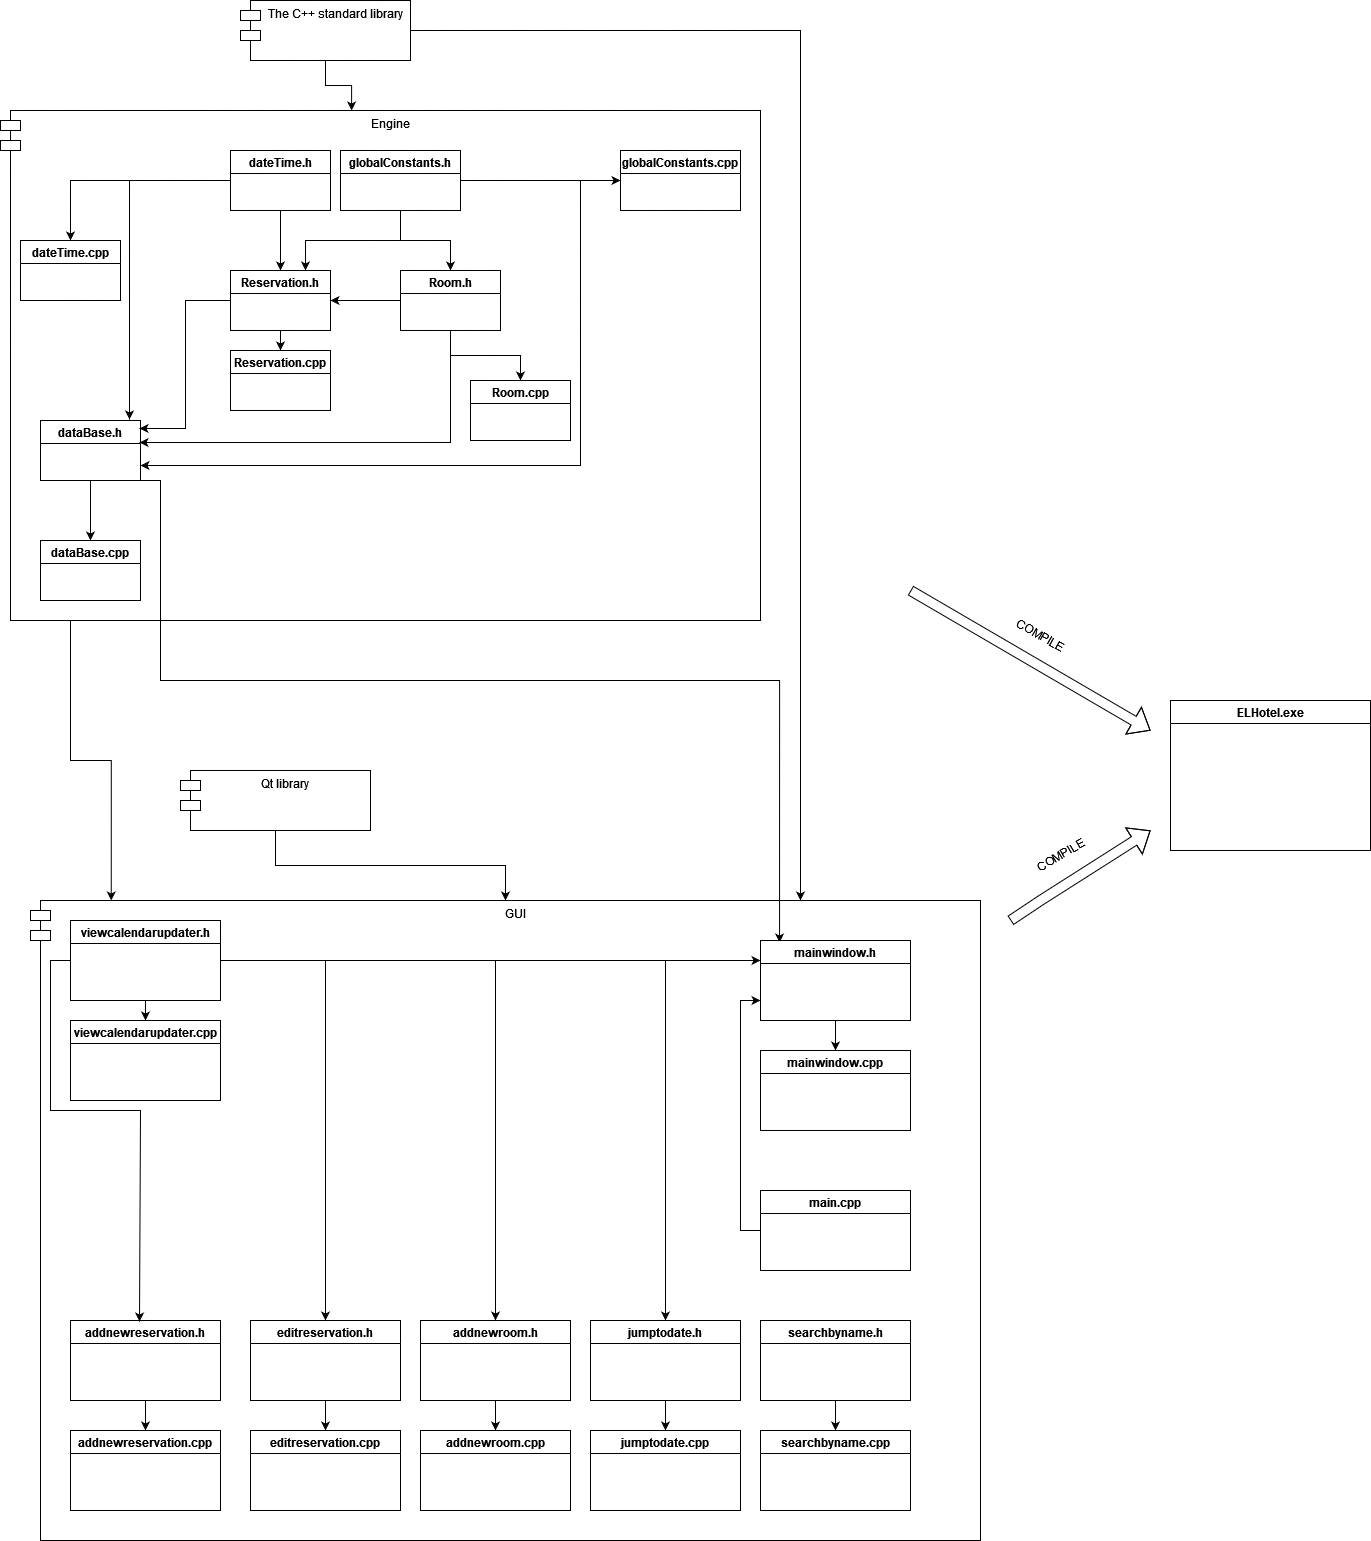 The C++ standard library
Engine
dateTime.h
globalConstants.h
globalConstants.cpp
dateTime.cpp
Reservation.h
Room.h
Reservation.cpp
Room.cpp
dataBase.h
dataBase.cpp
COMPILE
ELHotel.exe
Qt library
COMPILE
GUI
viewcalendarupdater.h
mainwindow.h
viewcalendarupdater.cpp
mainwindow.cpp
main.cpp
addnewreservation.h
editreservation.h
addnewroom.h
jumptodate.h
searchbyname.h
addnewreservation.cpp
editreservation.cpp
addnewroom.cpp
jumptodate.cpp
searchbyname.cpp